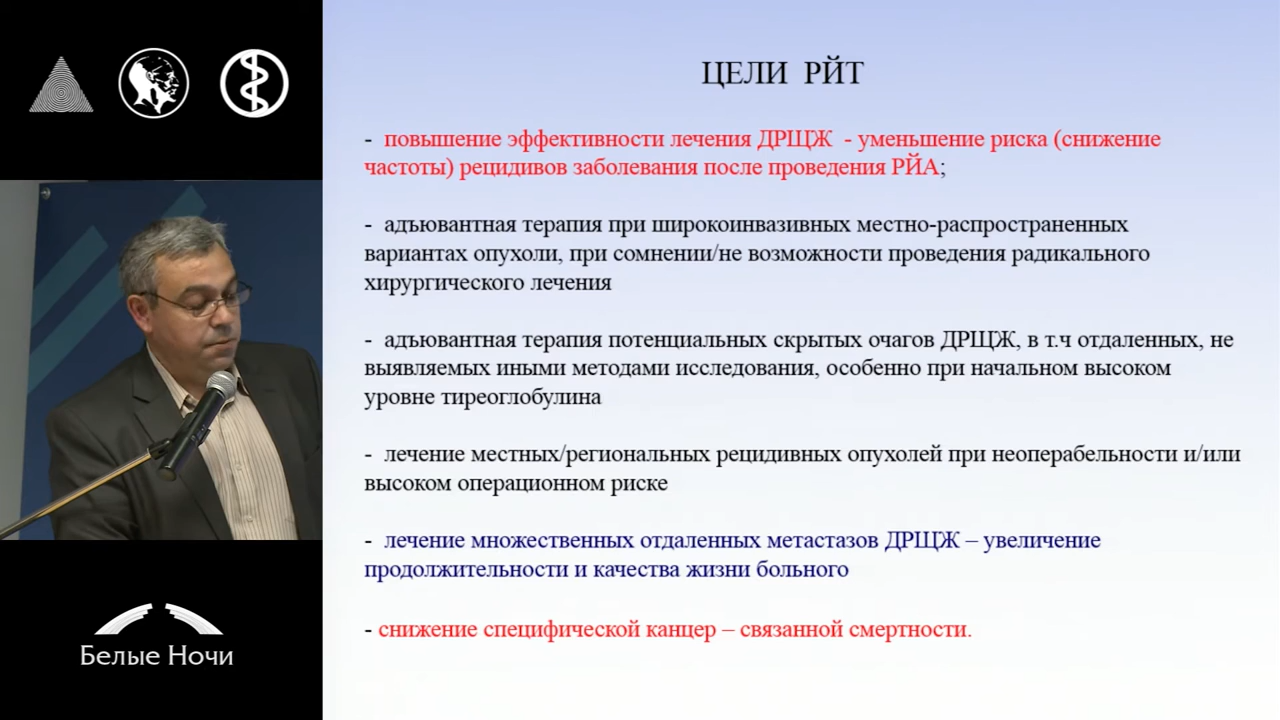 ЦЕЛИ РЙТ
- повышение эффективности лечения ДРЩЖ - уменьшение риска (снижение
частоты) рецидивов заболевания после проведения РЙА;
- адъювантная терапия при широкоинвазивных местно-распространенных
вариантах опухоли, при сомнении/не возможности проведения радикального
хирургического лечения
- адъювантная терапия потенциальных скрытых очагов ДРЩЖ, в т.ч отдаленных, не
выявляемых иными методами исследования, особенно при начальном высоком
уровне тиреоглобулина
- лечение местных/региональных рецидивных опухолей при неоперабельности и/или
высоком операционном риске
- лечение множественных отдаленных метастазов ДРЩЖ – увеличение
продолжительности и качества жизни больного
- снижение специфической канцер – связанной смертности.
Белые Ночи